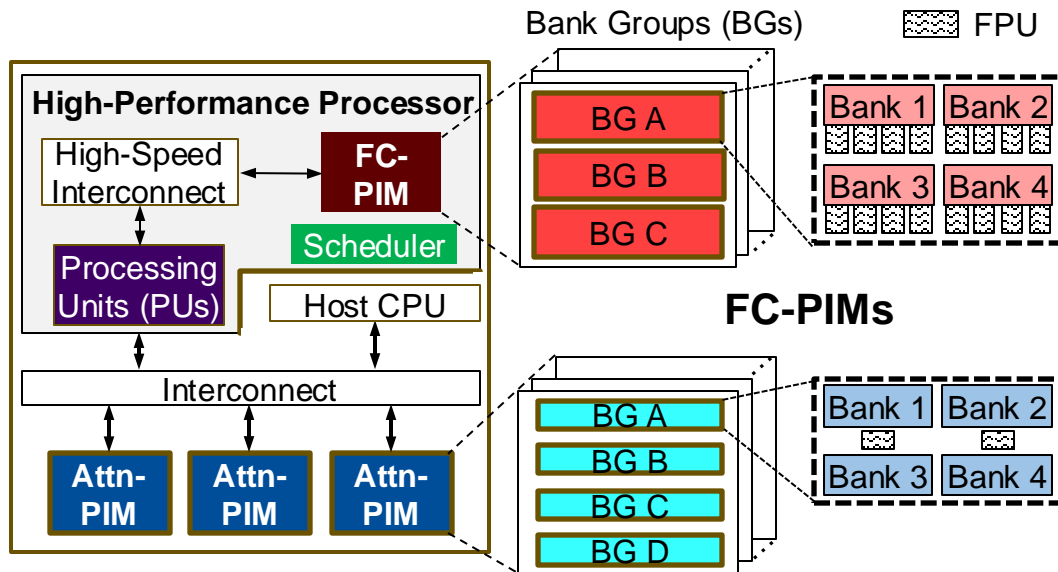 Bank Groups (BGs)
FPU
High-Performance Processor
High-Speed
Interconnect
FC-
PIM
Scheduler
Processing
Units (PUs)
Host CPU
Interconnect
Attn-
PIM
Attn-
PIM
Attn-
PIM
BG A
BG B
BG C
Bank 1
Bank 2
Bank 3
Bank 4
FC-PIMs
BG A
BG B
BG C
BG D
Bank 1
Bank 2
Bank 3
Bank 4